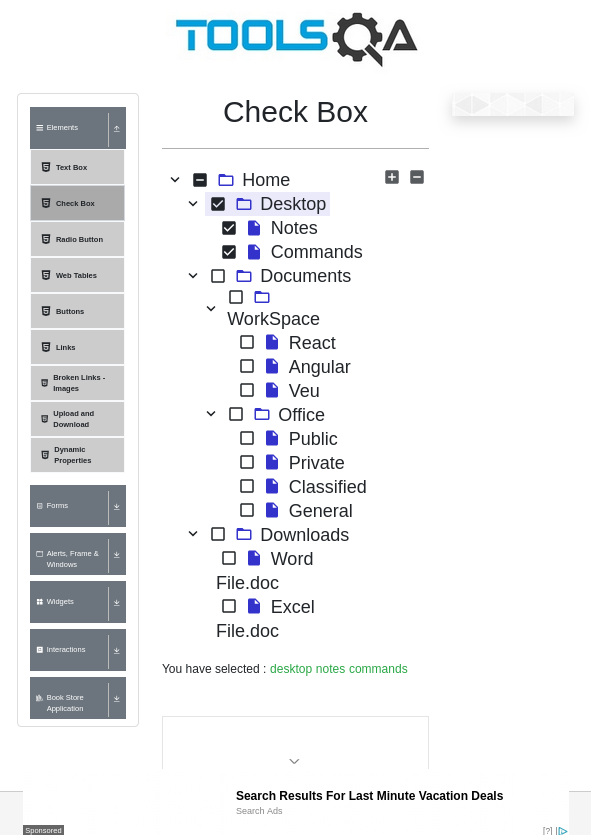 TOOLSQA
Elements
Text Box
Check Box
Radio Button
Web Tables
Buttons
Links
Broken Links -
Images
Upload and
Download
Dynamic
Properties
Forms
Alerts, Frame &
Windows
Widgets
Interactions
Book Store
Application
Check Box
Home
Desktop
Notes
Commands
Documents
WorkSpace
React
Angular
Veu
Office
Public
Private
Classified
General
Downloads
Word
File.doc
Excel
File.doc
You have selected : desktop notes commands
Search Results For Last Minute Vacation Deals
Search Ads
Sponsored
[?]